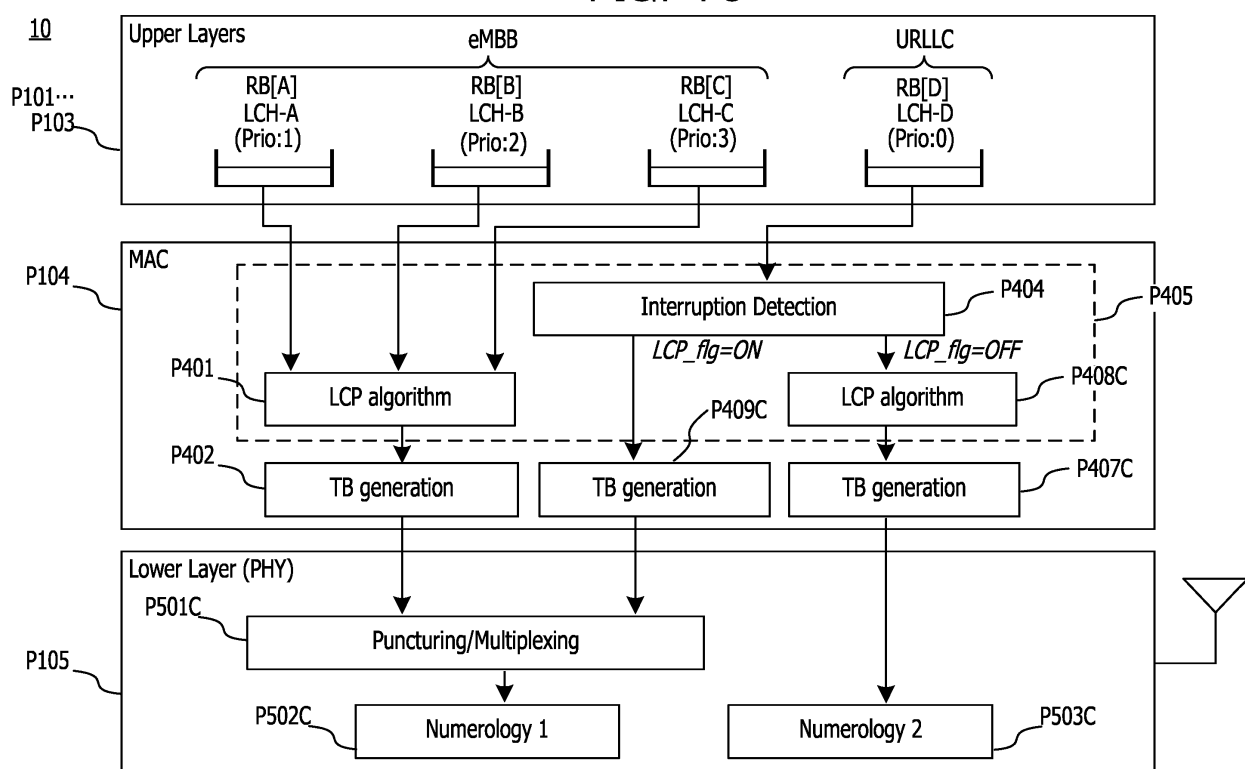 10
Upper Layers
eMBB
URLLC
P101…
P103
RB[A]
LCH-A
(Prio:1)
RB[B]
LCH-B
(Prio:2)
RB[C]
LCH-C
(Prio:3)
RB[D]
LCH-D
(Prio:0)
P104
MAC
P404
P405
Interruption Detection
LCP_flg=ON
LCP_flg=OFF
P401
LCP algorithm
P409C
LCP algorithm
P408C
P402
TB generation
TB generation
TB generation
P407C
Lower Layer (PHY)
P501C
Puncturing/Multiplexing
P105
P502C
Numerology 1
Numerology 2
P503C